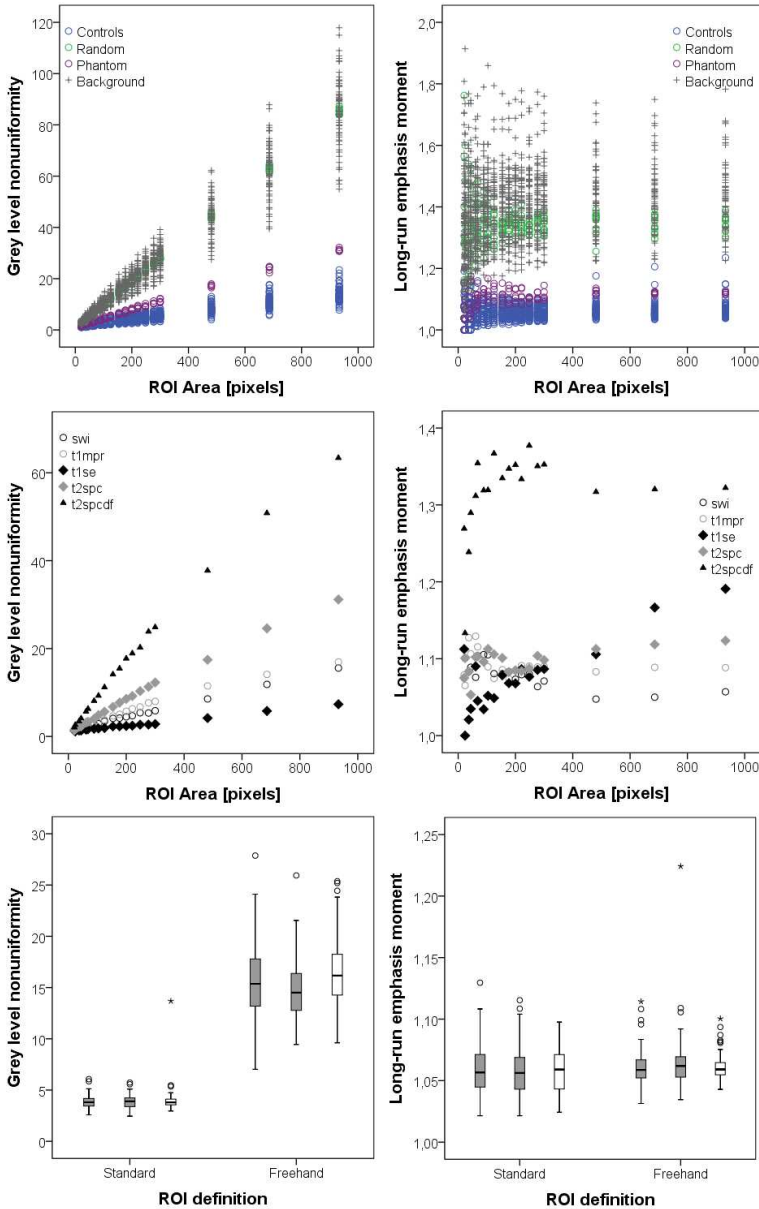 Grey level nonuniformity
120
100
80
60
40
20
0
Controls
Random
Phantom
Background
0 200 400 600 800 1000
ROI Area [pixels]
Long-run emphasis moment
2,0
1,8
1,6
1,4
1,2
1,0
Controls
Random
Phantom
Background
0 200 400 600 800 1000
ROI Area [pixels]
Grey level nonuniformity
60
40
20
0
swi
t1mpr
t1se
t2spc
t2spcdf
0 200 400 600 800 1000
ROI Area [pixels]
Long-run emphasis moment
1,4
1,3
1,2
1,1
1,0
swi
t1mpr
t1se
t2spc
t2spcdf
0 200 400 600 800 1000
ROI Area [pixels]
Grey level nonuniformity
30
25
20
15
10
5
0
Standard Freehand
ROI definition
Long-run emphasis moment
1,25
1,20
1,15
1,10
1,05
1,00
Standard Freehand
ROI definition